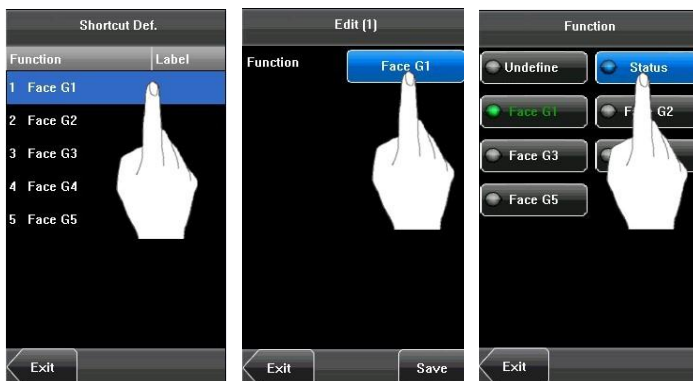 Shortcut Def.
Function Label
1 Face G1
2 Face G2
3 Face G3
4 Face G4
5 Face G5
Exit
Edit (1)
Function Face G1
Exit Save
Function
Undefine Status
Face G1 G2
Face G3
Face G5
Exit